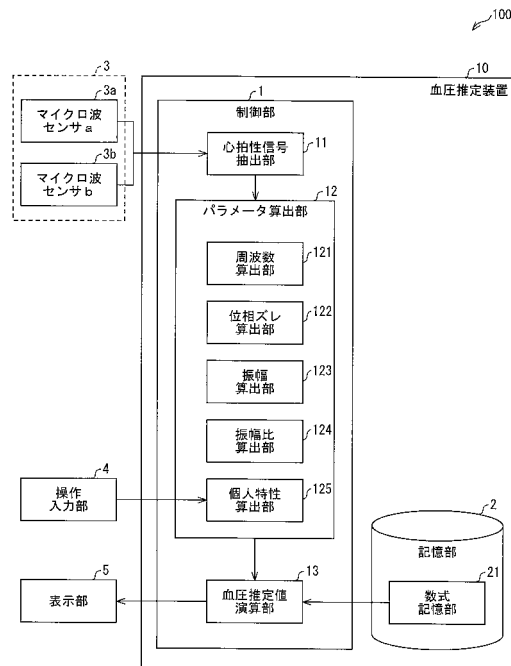 100
3
3a
マイクロ波
センサa
3b
マイクロ波
センサb
10
血圧推定装置
1
制御部
11
心拍性信号
抽出部
12
パラメータ算出部
121
周波数
算出部
122
位相ズレ
算出部
123
振幅
算出部
124
振幅比
算出部
4
操作
入力部
125
個人特性
算出部
5
表示部
13
血圧推定値
演算部
2
記憶部
21
数式
記憶部